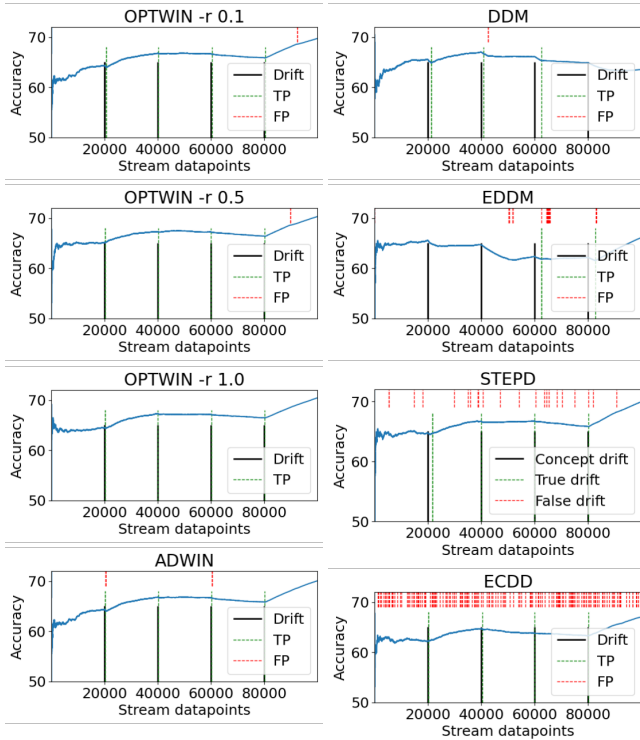 OPTWIN -r 0.1
70
60
50
Accuracy
Drift
TP
FP
20000 40000 60000 80000
Stream datapoints
OPTWIN -r 0.5
70
60
50
Accuracy
Drift
TP
FP
20000 40000 60000 80000
Stream datapoints
OPTWIN -r 1.0
70
60
50
Accuracy
Drift
TP
20000 40000 60000 80000
Stream datapoints
ADWIN
70
60
50
Accuracy
Drift
TP
FP
20000 40000 60000 80000
Stream datapoints
DDM
70
60
50
Accuracy
Drift
TP
FP
20000 40000 60000 80000
Stream datapoints
EDDM
70
60
50
Accuracy
Drift
TP
FP
20000 40000 60000 80000
Stream datapoints
STEPD
70
60
50
Accuracy
Concept drift
True drift
False drift
20000 40000 60000 80000
Stream datapoints
ECDD
70
60
50
Accuracy
Drift
TP
FP
20000 40000 60000 80000
Stream datapoints